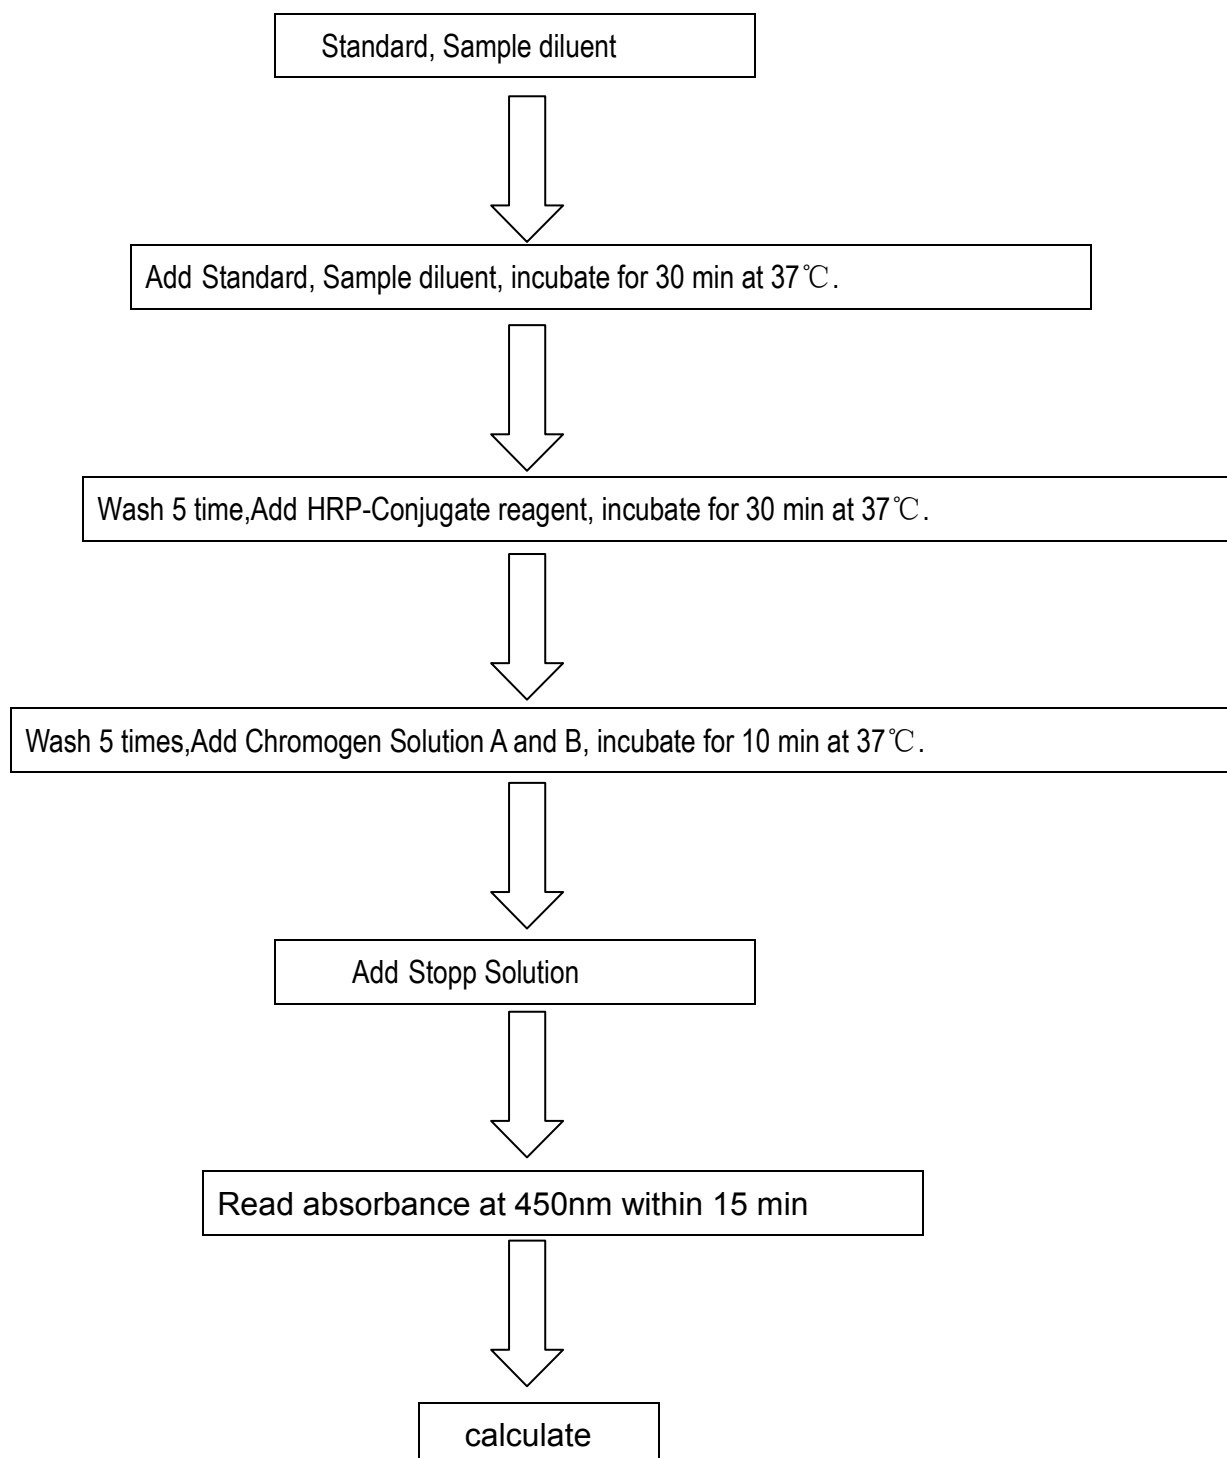 Standard, Sample diluent
Add Standard, Sample diluent, incubate for 30 min at 37℃.
Wash 5 time,Add HRP-Conjugate reagent, incubate for 30 min at 37℃.
Wash 5 times,Add Chromogen Solution A and B, incubate for 10 min at 37℃.
Add Stopp Solution
Read absorbance at 450nm within 15 min
calculate